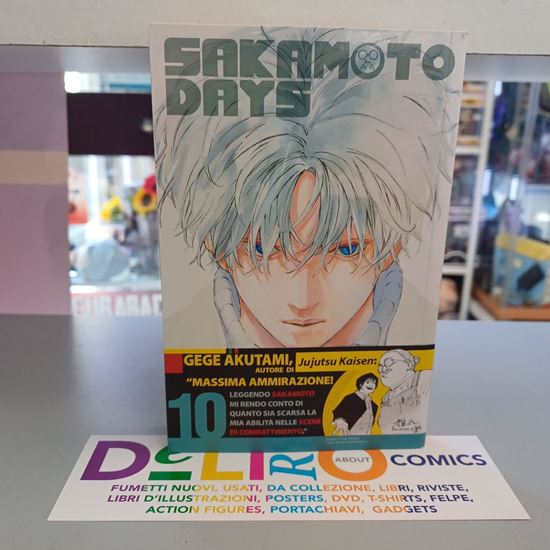 SAKAMOTO
DAYS
GEGE AKUTAMI,
AUTORE DI Jujutsu Kaisen:
"MASSIMA AMMIRAZIONE!
10
LEGGENDO SAKAMOTO
MI RENDO CONTO DI
QUANTO SIA SCARSA LA
MIA ABILITÀ NELLE SCENE
DI COMBATTIMENTO."
DELIRO ABOUT COMICS
FUMETTI NUOVI, USATI, DA COLLEZIONE, LIBRI, RIVISTE,
LIBRI D'ILLUSTRAZIONI, POSTERS, DVD, T-SHIRTS, FELPE,
ACTION FIGURES, PORTACHIAVI, GADGETS